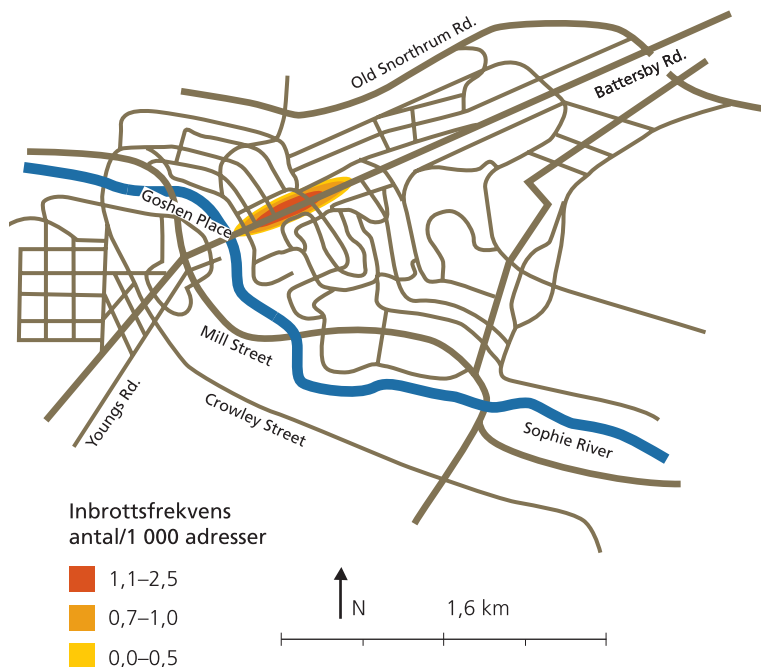 Old Snorthrum Rd.
Battersby Rd.
Goshen Place
Mill Street
Youngs Rd.
Crowley Street
Sophie River
Inbrottsfrekvens
antal/1 000 adresser
1,1–2,5
0,7–1,0
0,0–0,5
N
1,6 km